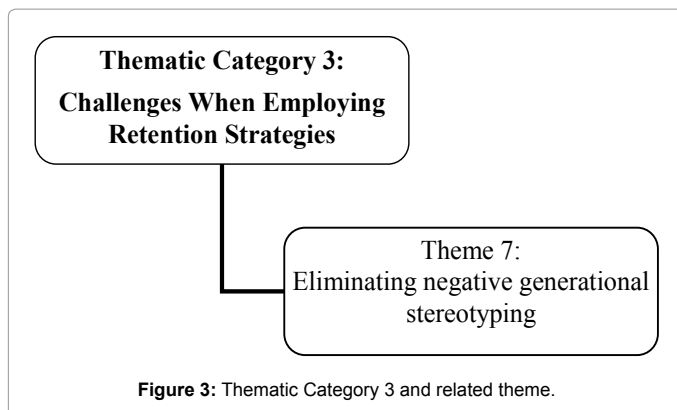 Thematic Category 3:
Challenges When Employing
Retention Strategies
Theme 7:
Eliminating negative generational
stereotyping
Figure 3: Thematic Category 3 and related theme.